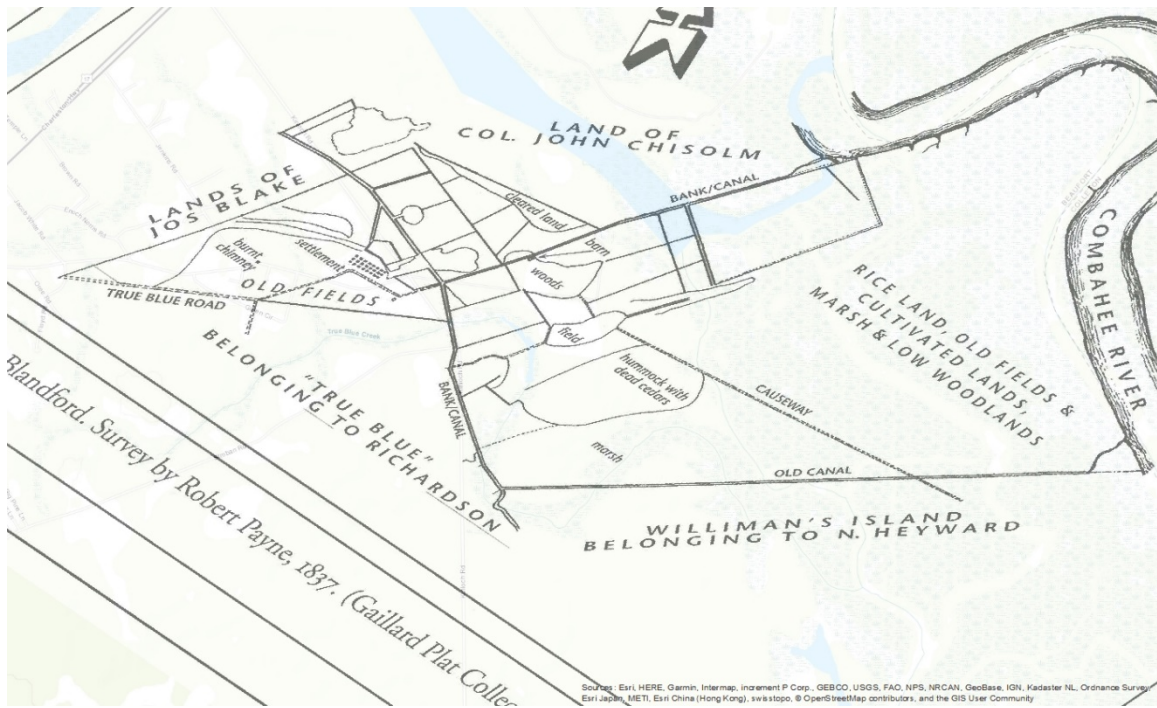 LAND OF
COL. JOHN CHISOLM
LANDS OF
JOS BLAKE
BANK/CANAL
cleared land
barn
burnt
chimney
settlement
woods
OLD FIELDS
TRUE BLUE ROAD
True Blue Creek
field
RICE LAND, OLD FIELDS &
CULTIVATED LANDS,
MARSH & LOW WOODLANDS
COMBAHEE RIVER
"TRUE BLUE"
BELONGING TO RICHARDSON
BANK/CANAL
hummock with
dead cedars
CAUSEWAY
marsh
OLD CANAL
WILLIMAN'S ISLAND
BELONGING TO N. HEYWARD
Blandford. Survey by Robert Payne, 1837. (Gaillard Plat Collec
Sources: Esri, HERE, Garmin, Intermap, increment P Corp., GEBCO, USGS, FAO, NPS, NRCAN, GeoBase, IGN, Kadaster NL, Ordnance Survey,
Esri Japan, METI, Esri China (Hong Kong), swisstopo, © OpenStreetMap contributors, and the GIS User Community